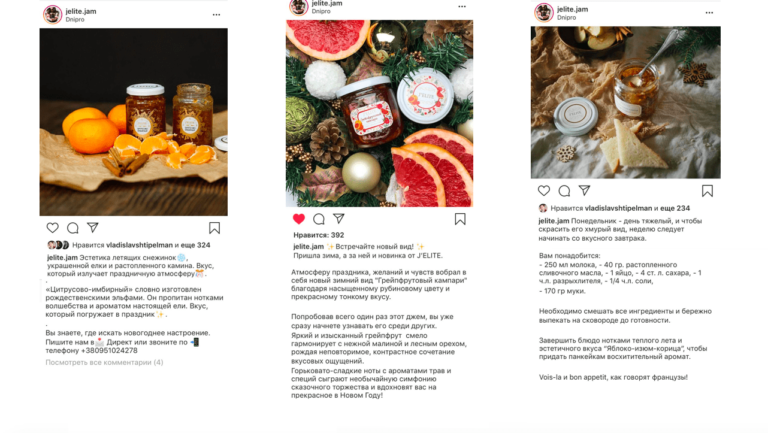 jelite.jam
Dnipro
Нравится vladislavshtipelman и еще 324
jelite.jam Эстетика летящих снежинок❄️,
украшенной елки и растопленного камина. Вкус,
который излучает праздничную атмосферу🎅.
.
«Цитрусово-имбирный» словно изготовлен
рождественскими эльфами. Он пропитан нотками
волшебства и ароматом настоящей ели. Вкус,
который погружает в праздник✨.
.
Вы знаете, где искать новогоднее настроение.
Пишите нам в📩 Директ или звоните по 📲
телефону +380951024278
Посмотреть все комментарии (4)
jelite.jam
Dnipro
Нравится: 392
jelite.jam ✨Встречайте новый вид! ✨
Пришла зима, а за ней и новинка от J'ELITE.
Атмосферу праздника, желаний и чувств вобрал в
себя новый зимний вид "Грейпфрутовый кампари"
благодаря насыщенному рубиновому цвету и
прекрасному тонкому вкусу.
Попробовав всего один раз этот джем, вы уже
сразу начнете узнавать его среди других.
Яркий и изысканный грейпфрут смело
гармонирует с нежной малиной и лесным орехом,
рождая неповторимое, контрастное сочетание
вкусовых ощущений.
Горьковато-сладкие ноты с ароматами трав и
специй сыграют необычайную симфонию
сказочного торжества и вдохновят вас на
прекрасное в Новом Году!
jelite.jam
Dnipro
Нравится vladislavshtipelman и еще 234
jelite.jam Понедельник - день тяжелый, и чтобы
скрасить его хмурый вид, неделю следует
начинать со вкусного завтрака.
Вам понадобится:
- 250 мл молока, - 40 гр. растопленного
сливочного масла, - 1 яйцо, - 4 ст. л. сахара, - 1
ч.л. разрыхлителя, - 1/4 ч.л. соли,
- 170 гр муки.
Необходимо смешать все ингредиенты и бережно
выпекать на сковороде до готовности.
Завершить блюдо нотками теплого лета и
эстетичного вкуса "Яблоко-изюм-корица", чтобы
придать панкейкам восхитительный аромат.
Vois-la и bon appetit, как говорят французы!